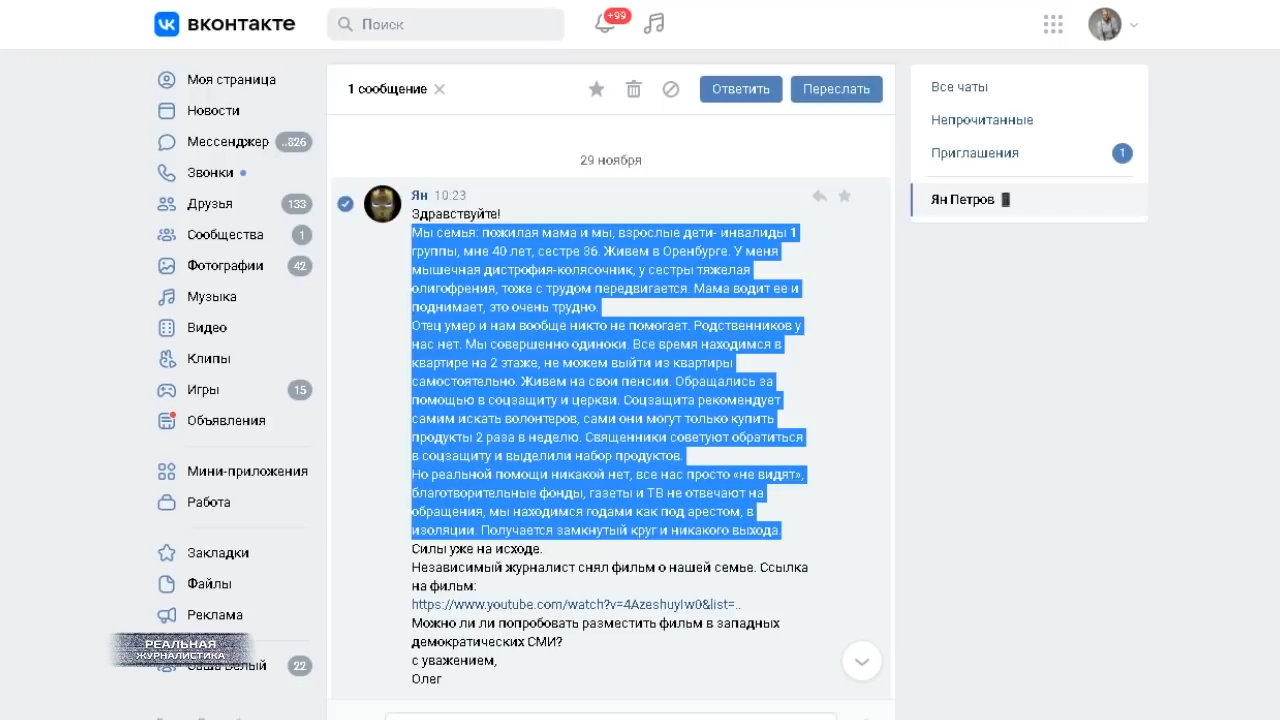 вконтакте
Поиск
+99
Моя страница
Новости
Мессенджер ..826
Звонки
Друзья 133
Сообщества 1
Фотографии 42
Музыка
Видео
Клипы
Игры 15
Объявления
Мини-приложения
Работа
Закладки
Файлы
Реклама
РЕАЛЬНАЯ
ЖУРНАЛИСТИКА
Саша Белый 22
1 сообщение
Ответить
Переслать
29 ноября
Ян 10:23
Здравствуйте!
Мы семья: пожилая мама и мы, взрослые дети- инвалиды 1
группы, мне 40 лет, сестре 36. Живем в Оренбурге. У меня
мышечная дистрофия-колясочник, у сестры тяжелая
олигофрения, тоже с трудом передвигается. Мама водит ее и
поднимает, это очень трудно.
Отец умер и нам вообще никто не помогает. Родственников у
нас нет. Мы совершенно одиноки. Все время находимся в
квартире на 2 этаже, не можем выйти из квартиры
самостоятельно. Живем на свои пенсии. Обращались за
помощью в соцзащиту и церкви. Соцзащита рекомендует
самим искать волонтеров, сами они могут только купить
продукты 2 раза в неделю. Священники советуют обратиться
в соцзащиту и выделили набор продуктов.
Но реальной помощи никакой нет, все нас просто «не видят»,
благотворительные фонды, газеты и ТВ не отвечают на
обращения, мы находимся годами как под арестом, в
изоляции. Получается замкнутый круг и никакого выхода.
Силы уже на исходе.
Независимый журналист снял фильм о нашей семье. Ссылка
на фильм:
https://www.youtube.com/watch?v=4AzeshuyIw0&list=..
Можно ли ли попробовать разместить фильм в западных
демократических СМИ?
с уважением,
Олег
Все чаты
Непрочитанные
Приглашения 1
Ян Петров